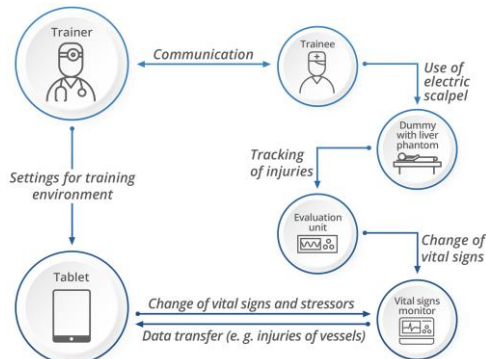 Trainer
Communication
Trainee
Use of
electric
scalpel
Dummy
with liver
phantom
Tracking
of injuries
Settings for training
environment
Evaluation
unit
Change of
vital signs
Tablet
Change of vital signs and stressors
Data transfer (e. g. injuries of vessels)
Vital signs
monitor